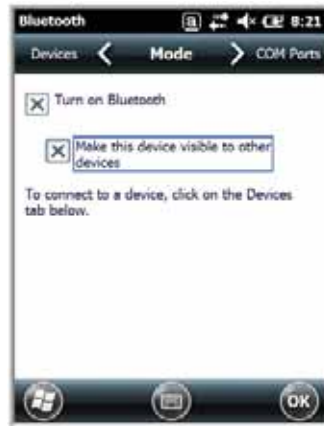 Bluetooth a 8:21
Devices Mode COM Ports
Turn on Bluetooth
Make this device visible to other
devices
To connect to a device, click on the Devices
tab below.
OK